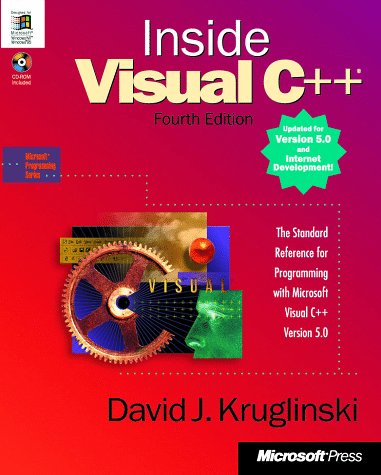 Designed for
Microsoft
Windows NT
Windows 95
CD-ROM
Included
Inside
Visual C++
Fourth Edition
Updated for
Version 5.0
and
Internet
Development!
Microsoft
Programming
Series
The Standard
Reference for
Programming
with Microsoft
Visual C++
Version 5.0
VISUAL
David J. Kruglinski
Microsoft Press